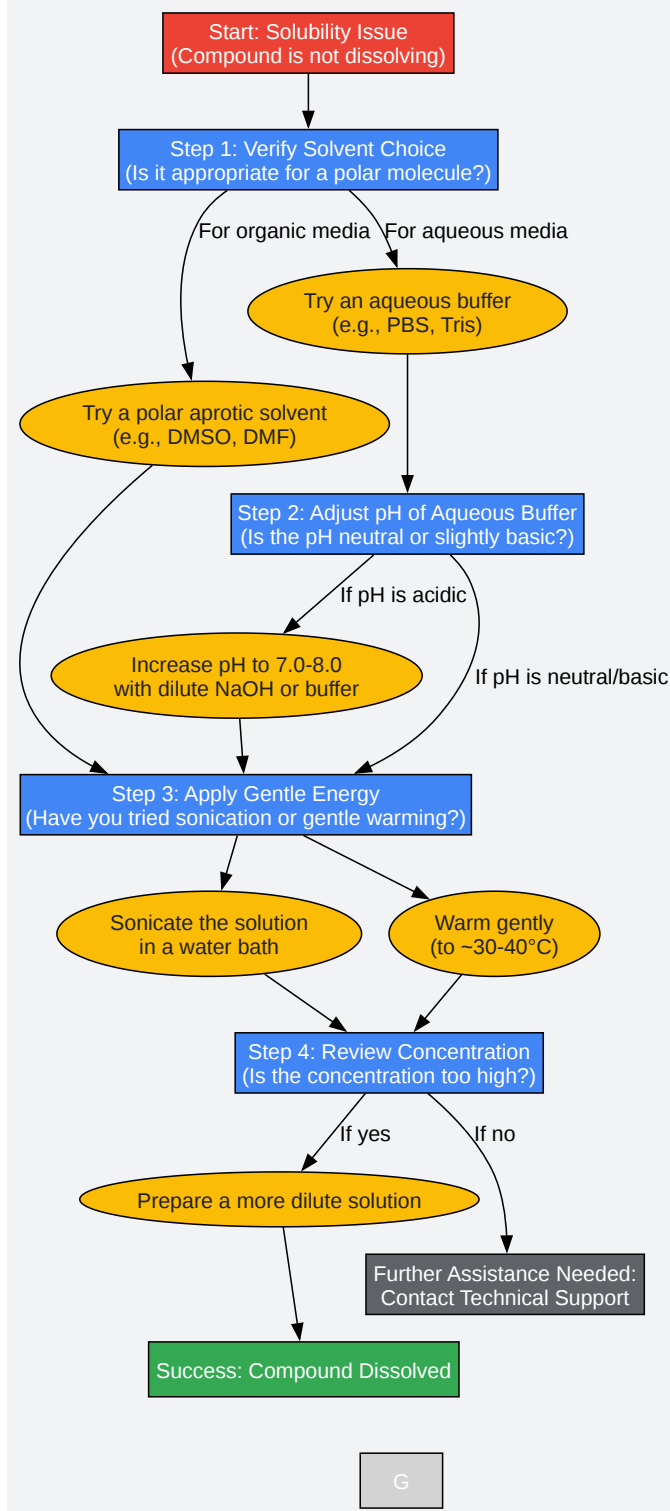 Start: Solubility Issue
(Compound is not dissolving)
Step 1: Verify Solvent Choice
(Is it appropriate for a polar molecule?)
For organic media
For aqueous media
Try an aqueous buffer
(e.g., PBS, Tris)
Try a polar aprotic solvent
(e.g., DMSO, DMF)
Step 2: Adjust pH of Aqueous Buffer
(Is the pH neutral or slightly basic?)
If pH is acidic
Increase pH to 7.0-8.0
with dilute NaOH or buffer
If pH is neutral/basic
Step 3: Apply Gentle Energy
(Have you tried sonication or gentle warming?)
Sonicate the solution
in a water bath
Warm gently
(to ~30-40°C)
Step 4: Review Concentration
(Is the concentration too high?)
If yes
If no
Prepare a more dilute solution
Further Assistance Needed:
Contact Technical Support
Success: Compound Dissolved
G